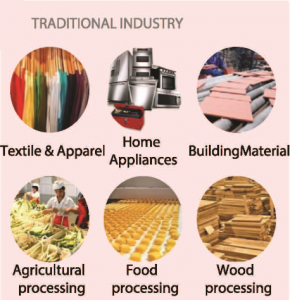 TRADITIONAL INDUSTRY
Textile & Apparel
Home
Appliances
BuildingMaterial
Agricultural
processing
Food
processing
Wood
processing